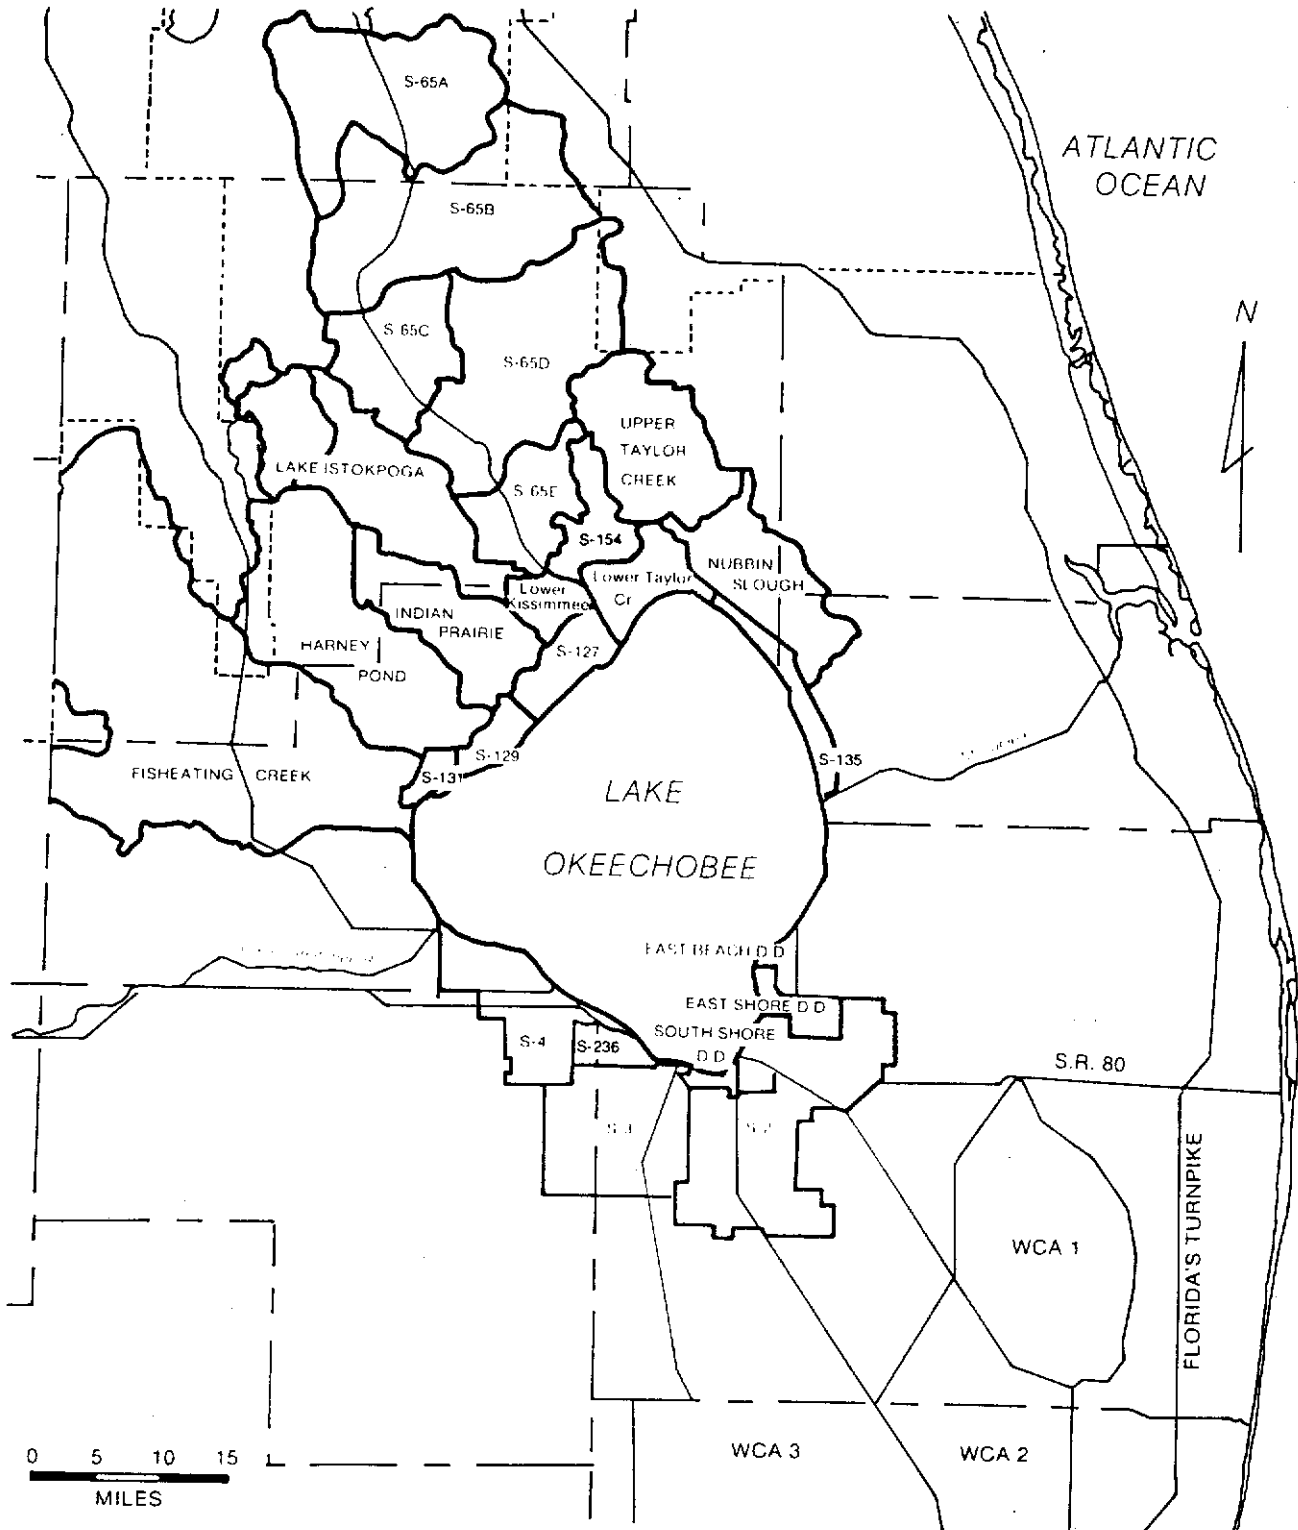 S-65A
ATLANTIC
OCEAN
S-65B
N
S-65C
S-65D
UPPER
TAYLOR
CREEK
LAKE ISTOKPOGA
S-65E
S-154
NUBBIN
SLOUGH
Lower Taylor
Cr
Lower
Kissimmee
INDIAN
PRAIRIE
HARNEY
POND
S-127
S-129
S-135
S-131
FISHEATING CREEK
LAKE
OKEECHOBEE
EAST BEACH D D
EAST SHORE D D
SOUTH SHORE
D D
S-4
S-236
S.R. 80
S-3
S-2
FLORIDA'S TURNPIKE
WCA 1
WCA 3
WCA 2
0 5 10 15
MILES